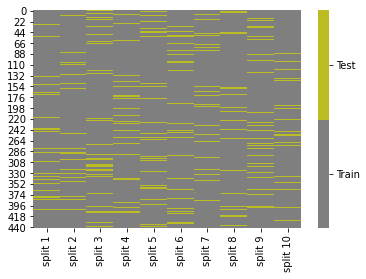 0
22
44
66
88
110
132
154
176
198
220
242
264
286
308
330
352
374
396
418
440
split 1
split 2
split 3
split 4
split 5
split 6
split 7
split 8
split 9
split 10
Test
Train